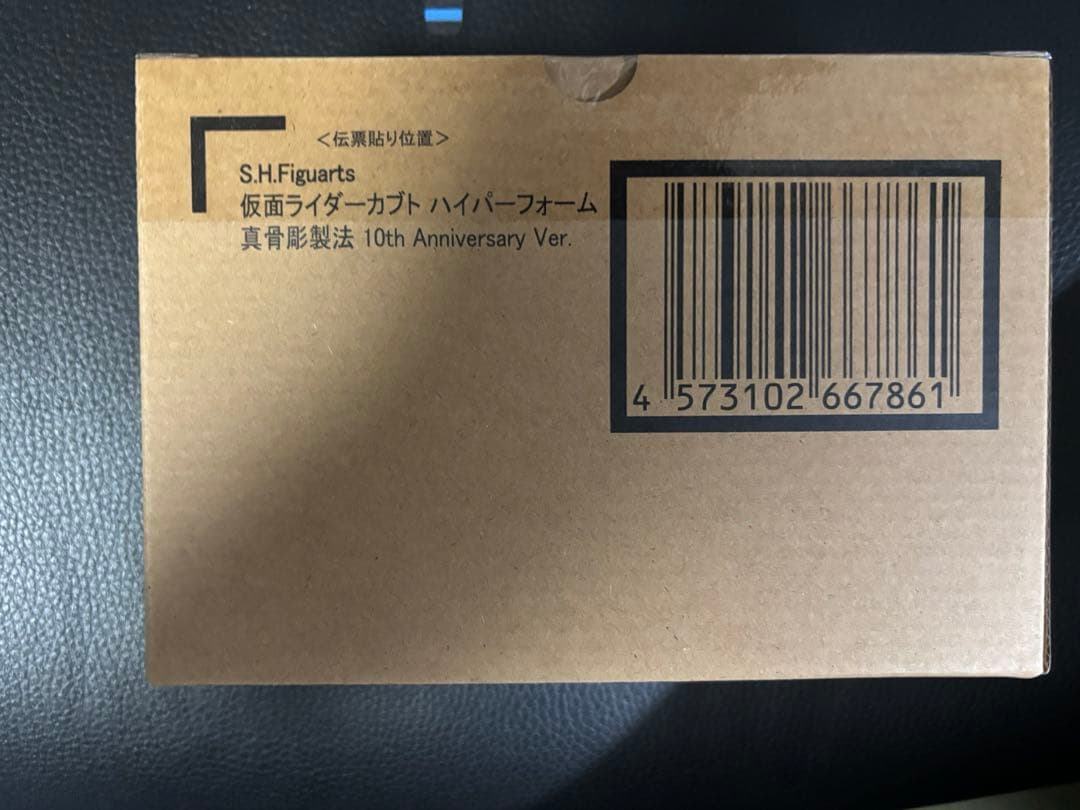 ＜伝票貼り位置＞
S.H.Figuarts
仮面ライダーカブト ハイパーフォーム
真骨彫製法 10th Anniversary Ver.
4 573102 667861